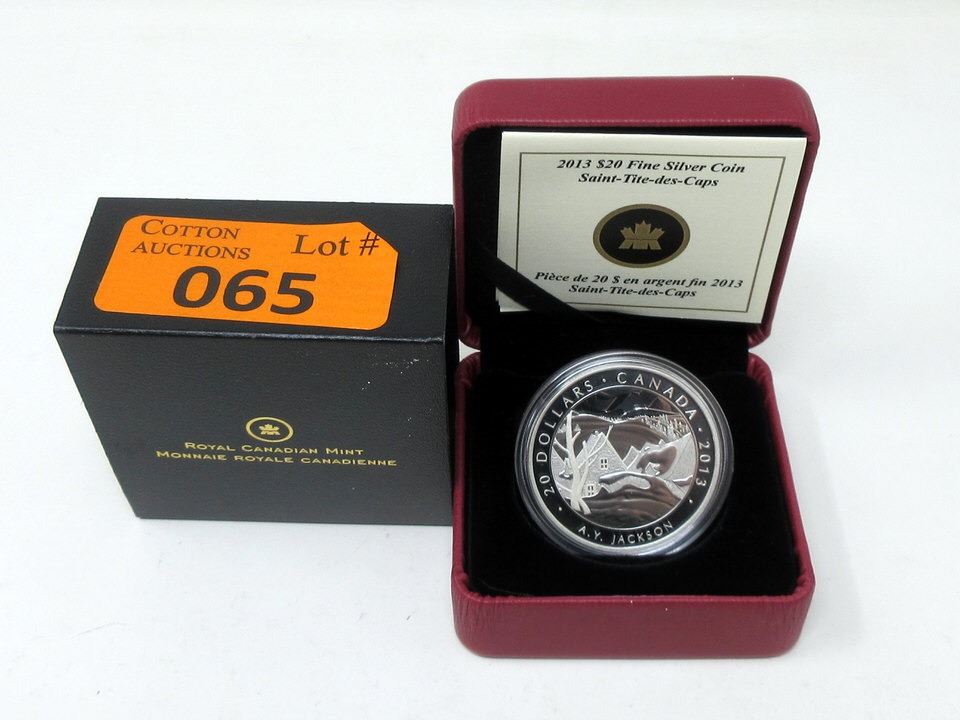 COTTON
AUCTIONS
Lot #
065
ROYAL CANADIAN MINT
MONNAIE ROYALE CANADIENNE
2013 $20 Fine Silver Coin
Saint-Tite-des-Caps
Pièce de 20 $ en argent fin 2013
Saint-Tite-des-Caps
20 DOLLARS · CANADA · 2013 ·
A.Y. JACKSON ·